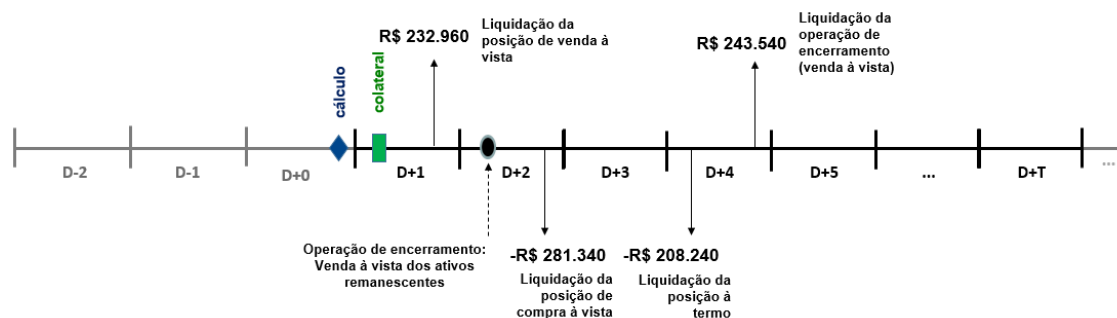 R$ 232.960
Liquidação da
posição de venda à
vista
R$ 243.540
Liquidação da
operação de
encerramento
(venda à vista)
cálculo
colateral
D-2
D-1
D+0
D+1
D+2
D+3
D+4
D+5
...
D+T
...
Operação de encerramento:
Venda à vista dos ativos
remanescentes
-R$ 281.340
Liquidação da
posição de
compra à vista
-R$ 208.240
Liquidação da
posição à
termo